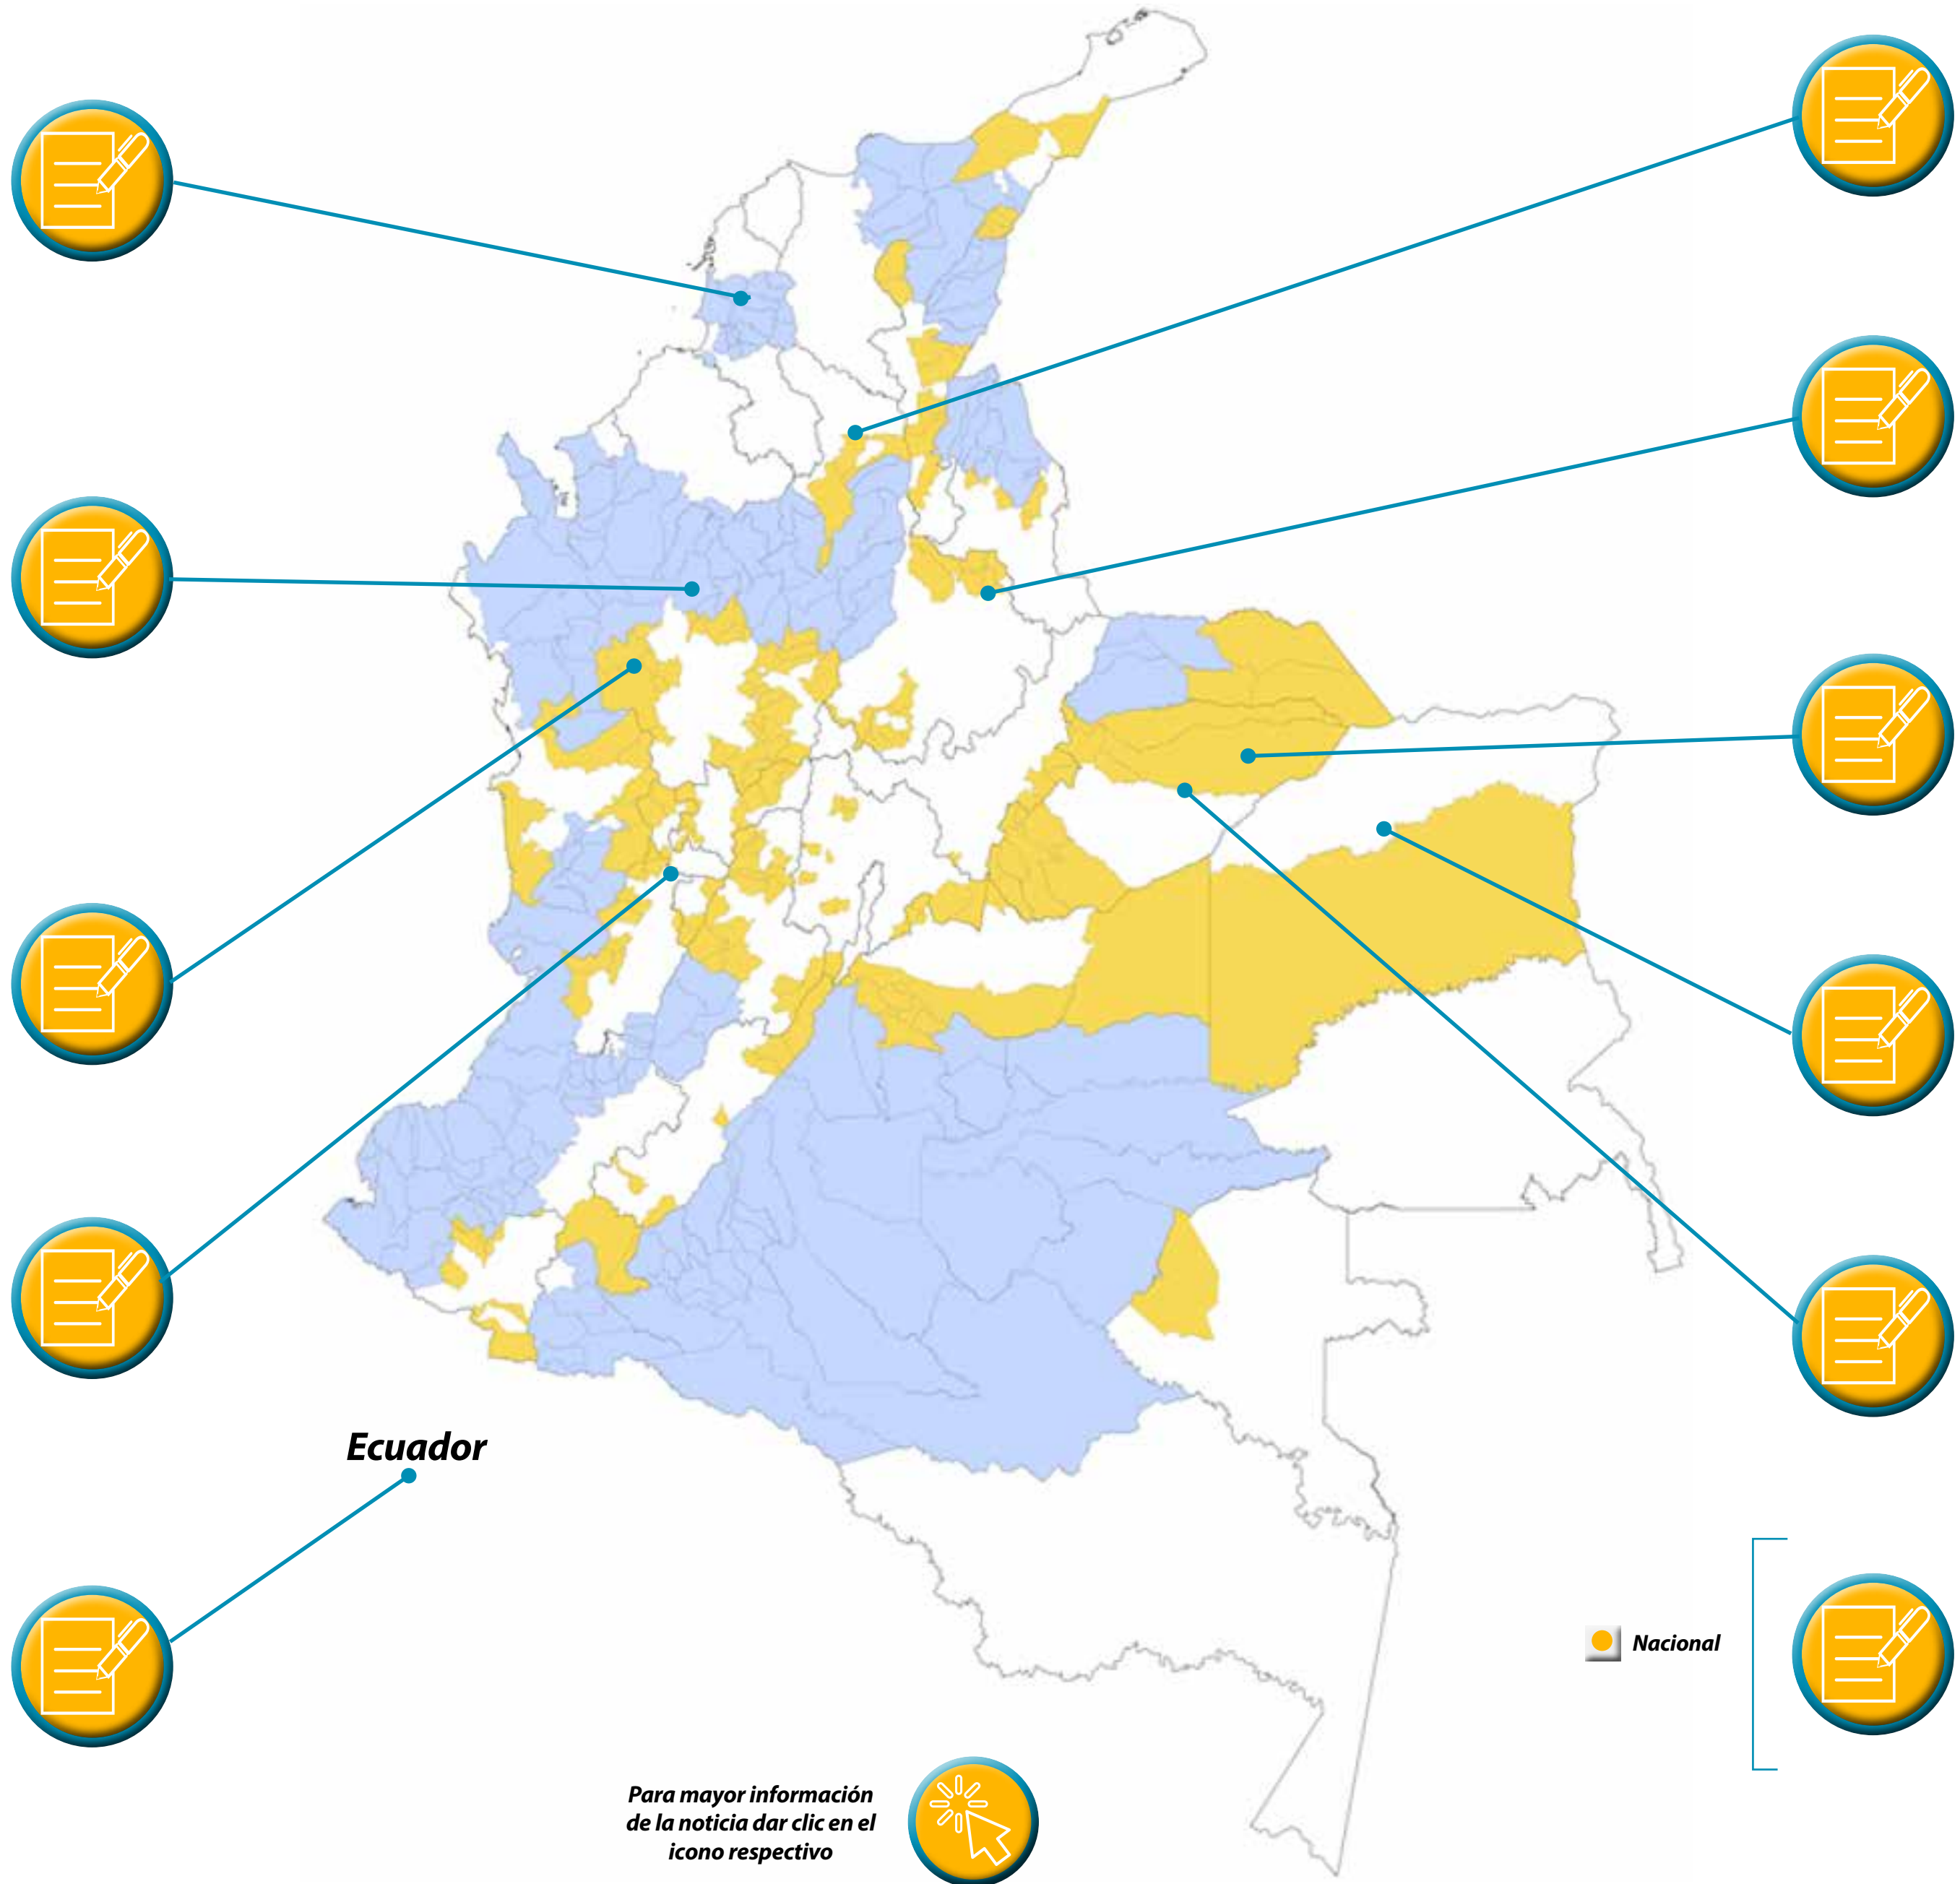 Ecuador
Nacional
Para mayor información
de la noticia dar clic en el
icono respectivo